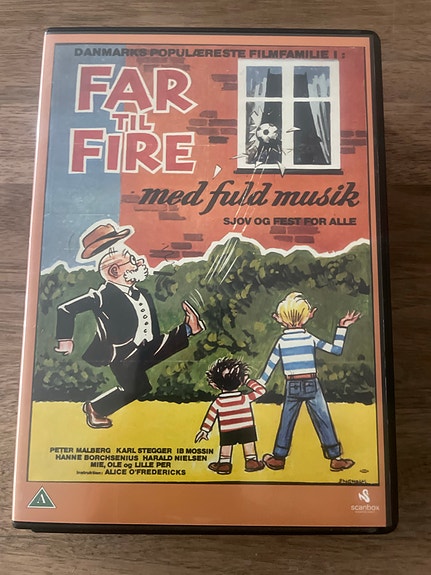 DANMARKS POPULÆRESTE FILMFAMILIE I:
FAR
TIL
FIRE
med fuld musik
SJOV OG FEST FOR ALLE
PETER MALBERG KARL STEGGER IB MOSSIN
HANNE BORCHSENIUS HARALD NIELSEN
MIE, OLE og LILLE PER
Instruktion: ALICE O'FREDERICKS
A
scanbox